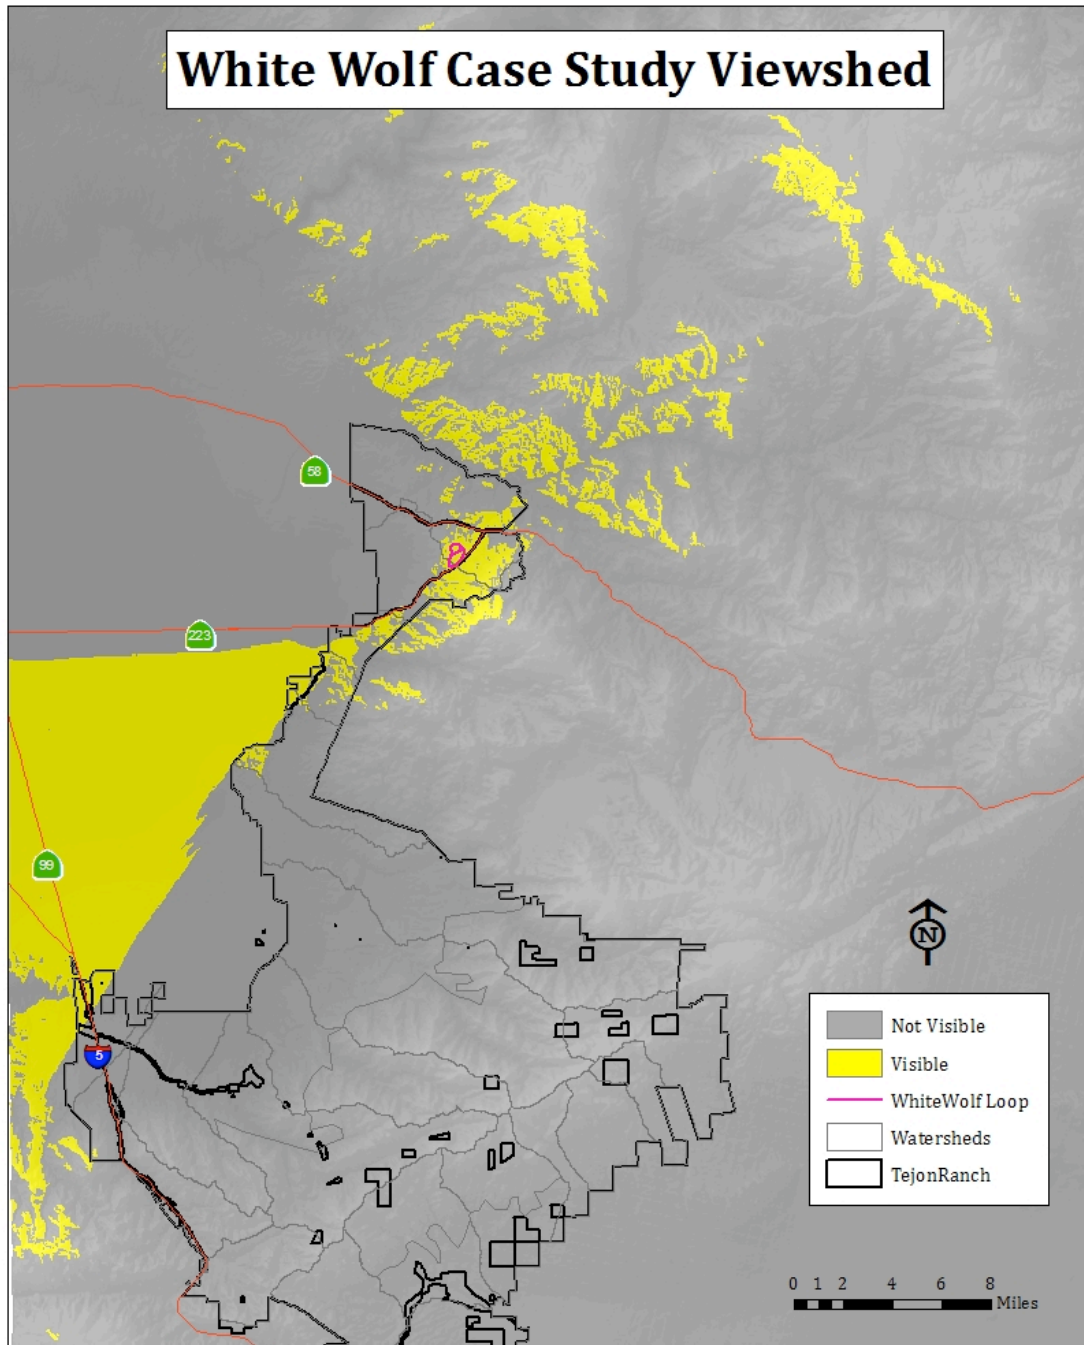 White Wolf Case Study Viewshed
58
223
99
5
N
Not Visible
Visible
WhiteWolf Loop
Watersheds
TejonRanch
0 1 2 4 6 8
Miles